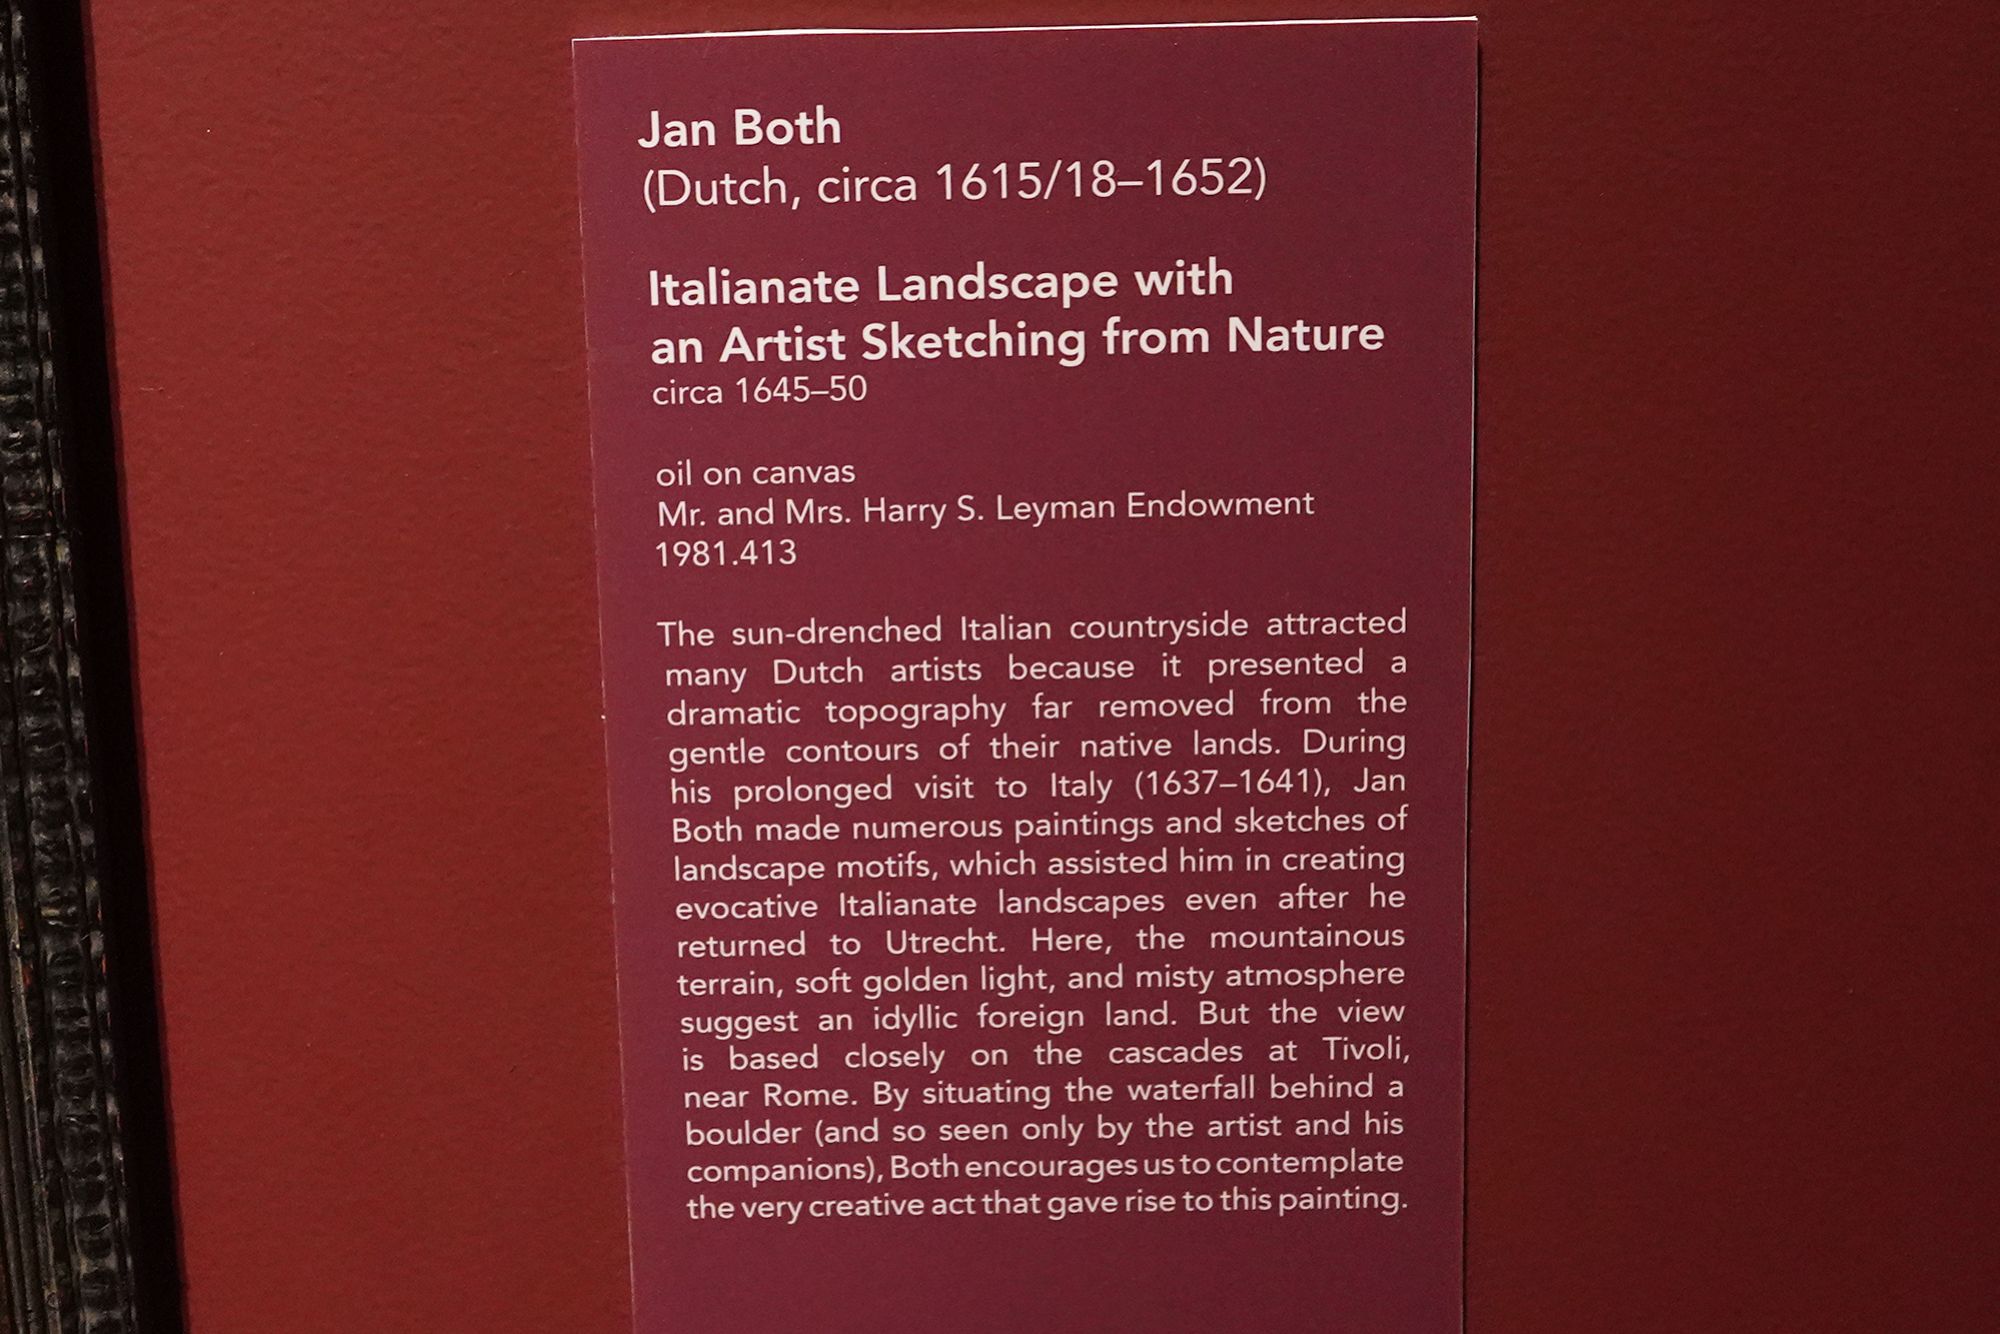 Jan Both
(Dutch, circa 1615/18–1652)
Italianate Landscape with
an Artist Sketching from Nature
circa 1645–50
oil on canvas
Mr. and Mrs. Harry S. Leyman Endowment
1981.413
The sun-drenched Italian countryside attracted
many Dutch artists because it presented a
dramatic topography far removed from the
gentle contours of their native lands. During
his prolonged visit to Italy (1637–1641), Jan
Both made numerous paintings and sketches of
landscape motifs, which assisted him in creating
evocative Italianate landscapes even after he
returned to Utrecht. Here, the mountainous
terrain, soft golden light, and misty atmosphere
suggest an idyllic foreign land. But the view
is based closely on the cascades at Tivoli,
near Rome. By situating the waterfall behind a
boulder (and so seen only by the artist and his
companions), Both encourages us to contemplate
the very creative act that gave rise to this painting.